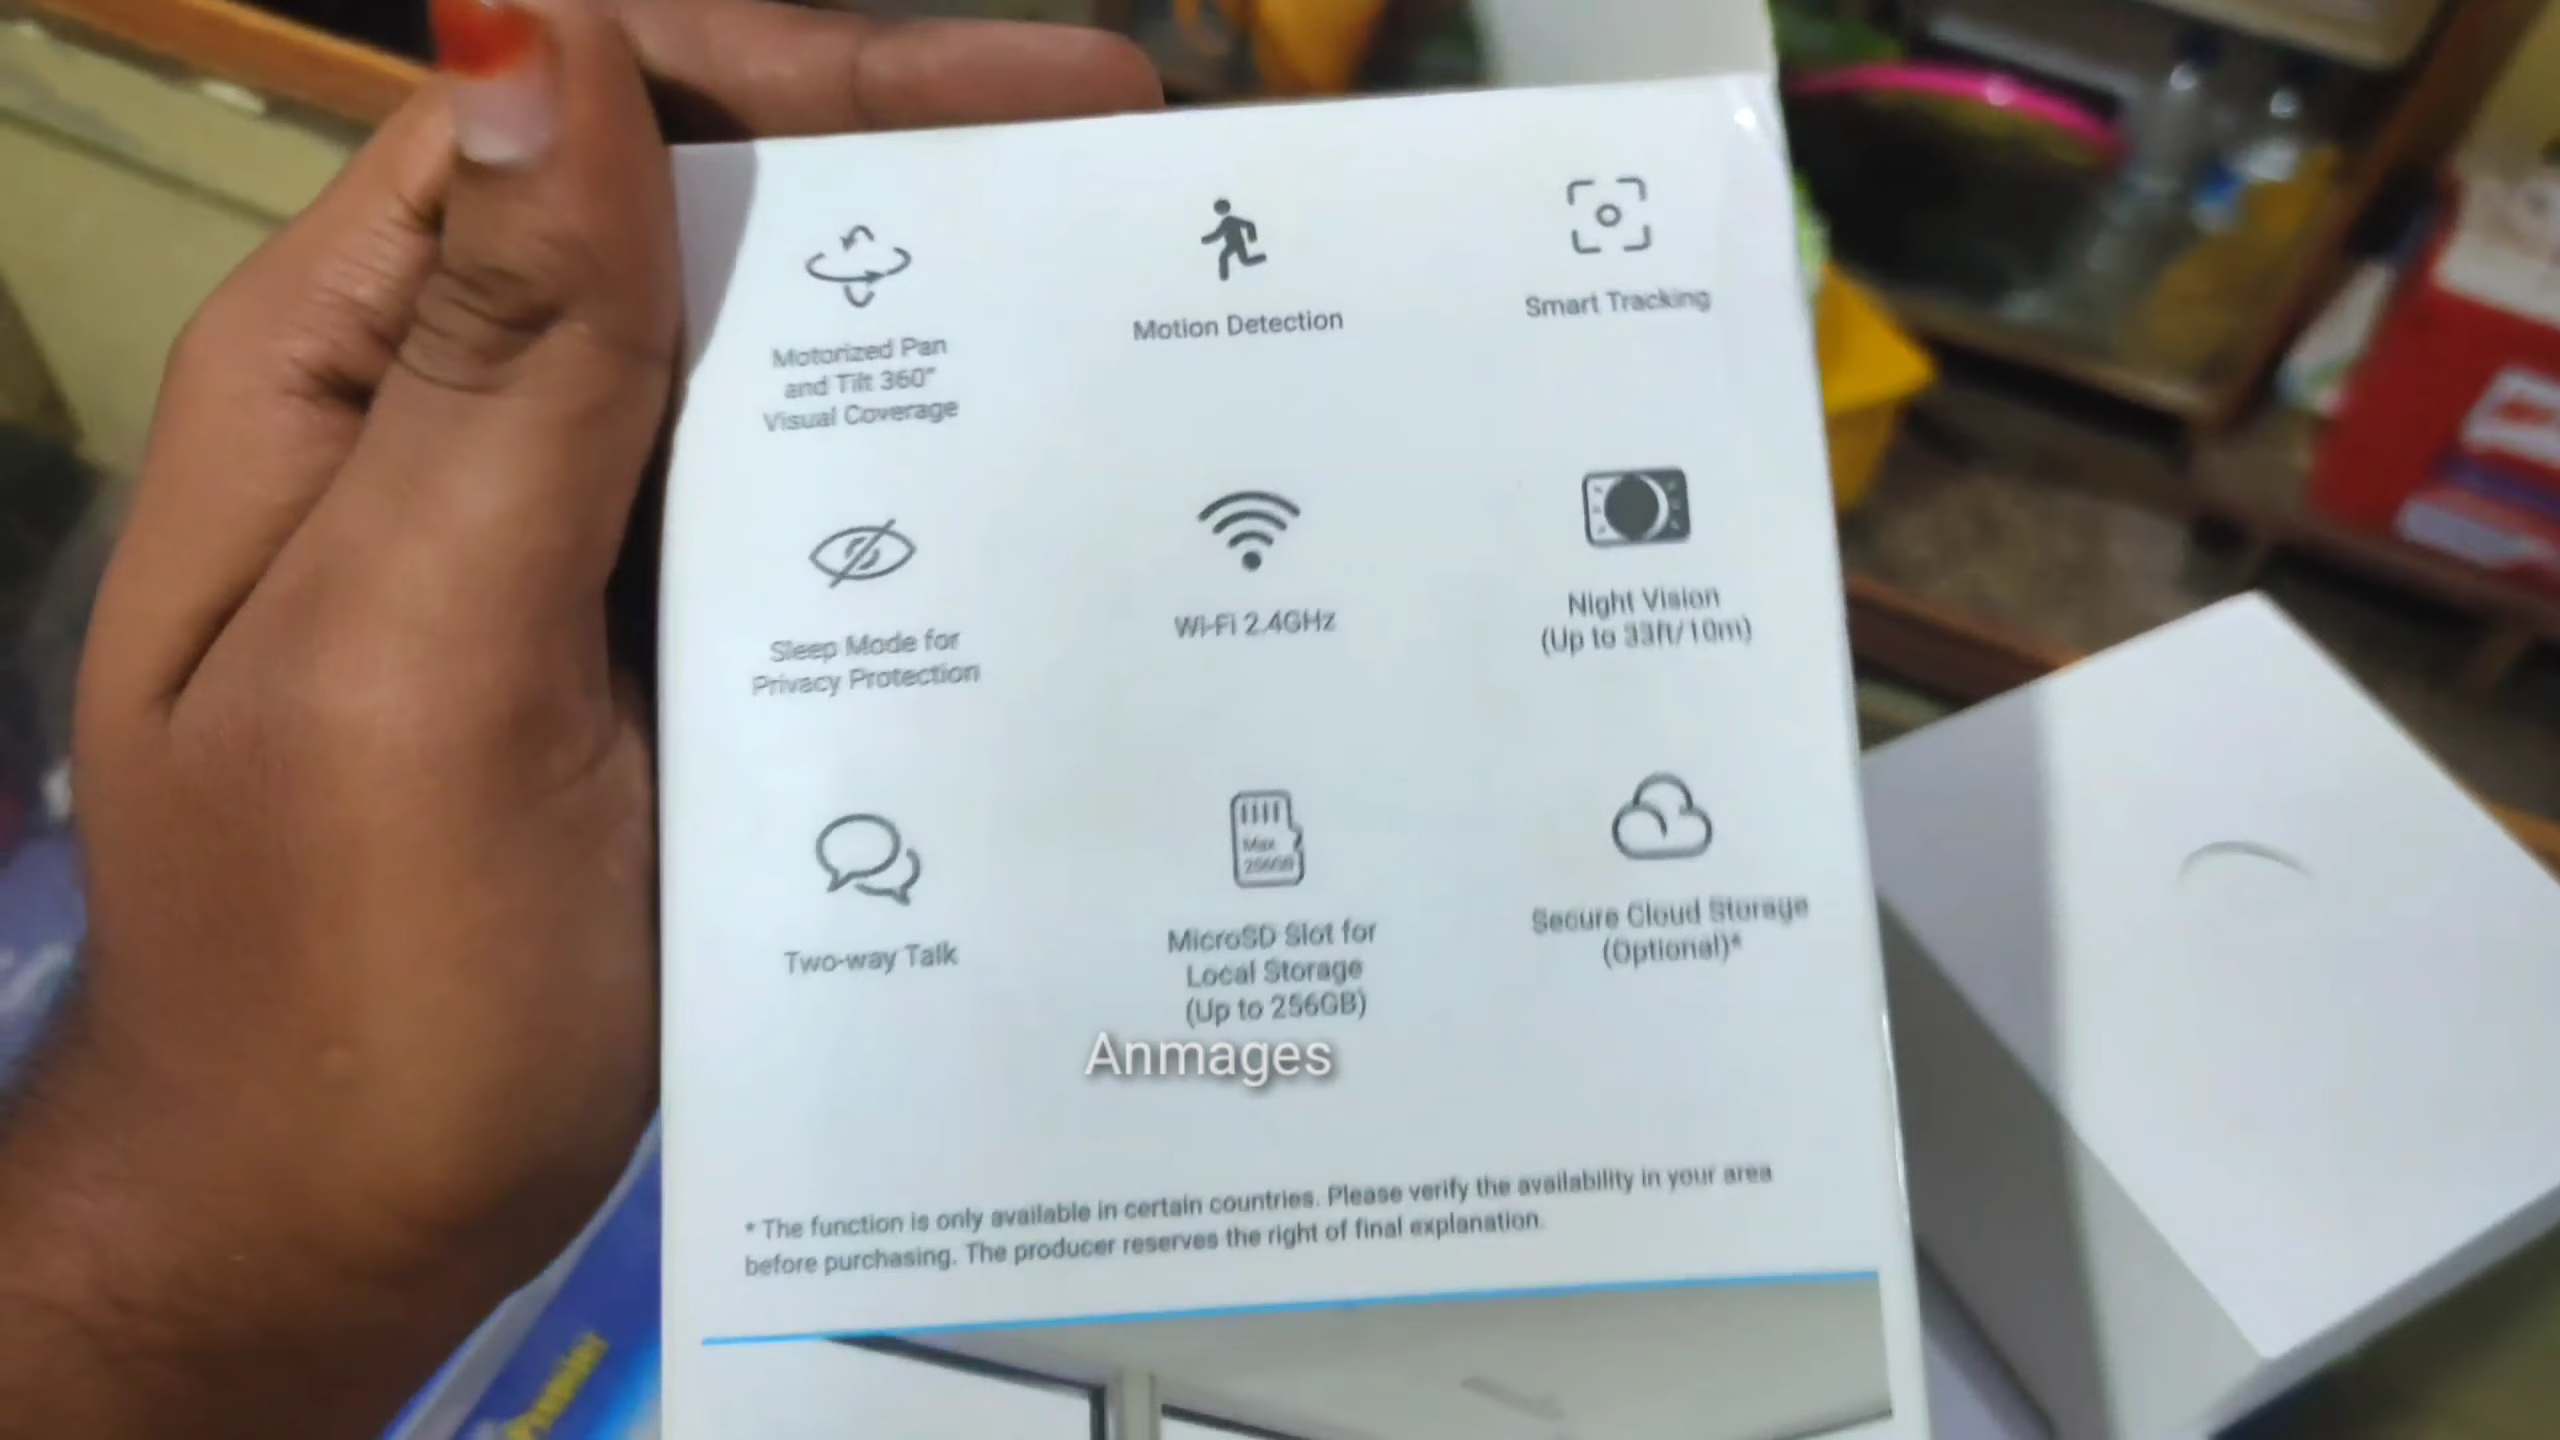 Motorized Pan
and Tilt 360°
Visual Coverage
Motion Detection
Smart Tracking
Sleep Mode for
Privacy Protection
Wi-Fi 2.4GHz
Night Vision
(Up to 33ft/10m)
Two-way Talk
Max
256GB
MicroSD Slot for
Local Storage
(Up to 256GB)
Secure Cloud Storage
(Optional)*
Anmages
* The function is only available in certain countries. Please verify the availability in your area
before purchasing. The producer reserves the right of final explanation.